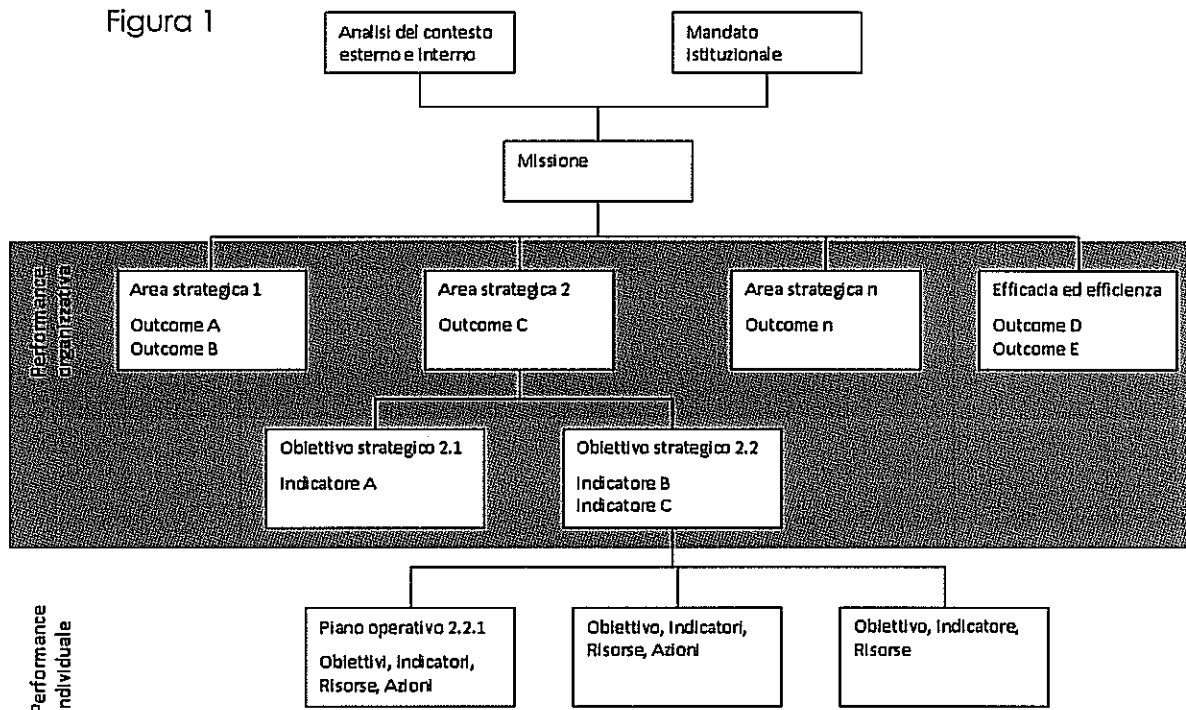 Figura 1
Analisi del contesto
esterno e interno
Mandato
Istituzionale
Missione
Performance
organizzativa
Area strategica 1
Outcome A
Outcome B
Area strategica 2
Outcome C
Area strategica n
Outcome n
Efficacia ed efficienza
Outcome D
Outcome E
Obiettivo strategico 2.1
Indicatore A
Obiettivo strategico 2.2
Indicatore B
Indicatore C
Performance
individuale
Piano operativo 2.2.1
Obiettivi, Indicatori,
Risorse, Azioni
Obiettivo, Indicatori,
Risorse, Azioni
Obiettivo, Indicatore,
Risorse